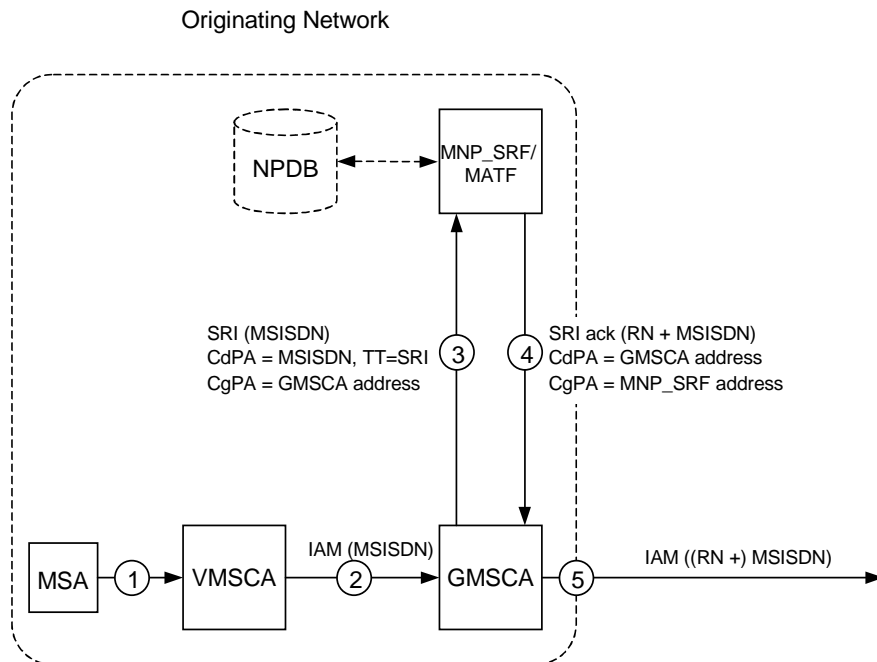 Originating Network
NPDB
MNP_SRF/
MATF
SRI (MSISDN)
CdPA = MSISDN, TT=SRI
CgPA = GMSCA address
3
4
SRI ack (RN + MSISDN)
CdPA = GMSCA address
CgPA = MNP_SRF address
MSA
1
VMSCA
IAM (MSISDN)
2
GMSCA
5
IAM ((RN +) MSISDN)